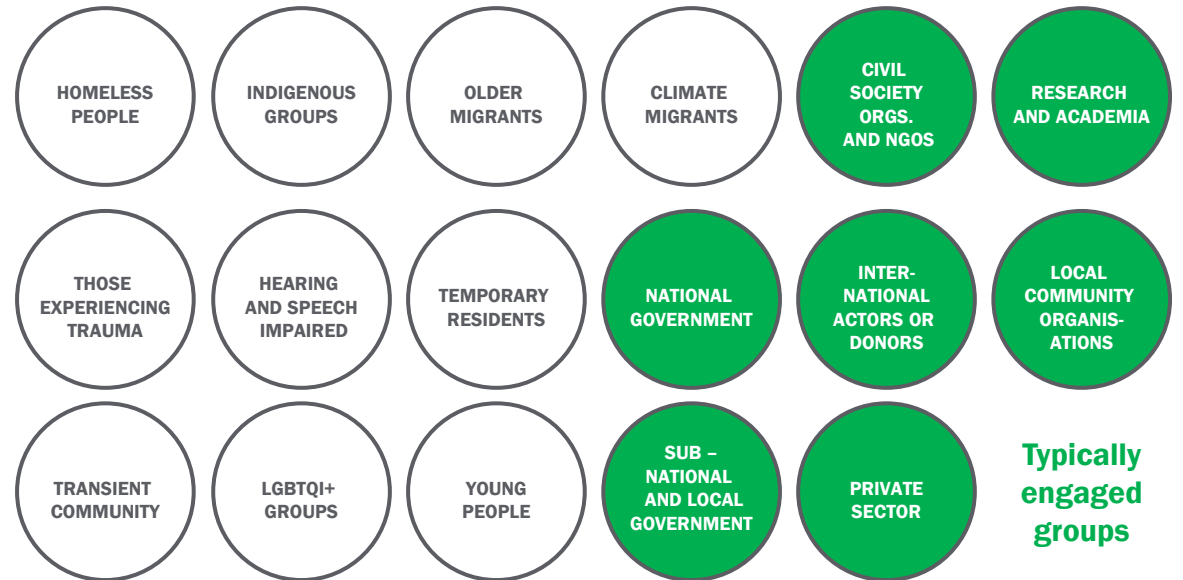 HOMELESS
PEOPLE
INDIGENOUS
GROUPS
OLDER
MIGRANTS
CLIMATE
MIGRANTS
CIVIL
SOCIETY
ORGS.
AND NGOS
RESEARCH
AND ACADEMIA
THOSE
EXPERIENCING
TRAUMA
HEARING
AND SPEECH
IMPAIRED
TEMPORARY
RESIDENTS
NATIONAL
GOVERNMENT
INTER-
NATIONAL
ACTORS OR
DONORS
LOCAL
COMMUNITY
ORGANIS-
ATIONS
TRANSIENT
COMMUNITY
LGBTQI+
GROUPS
YOUNG
PEOPLE
SUB –
NATIONAL
AND LOCAL
GOVERNMENT
PRIVATE
SECTOR
Typically
engaged
groups